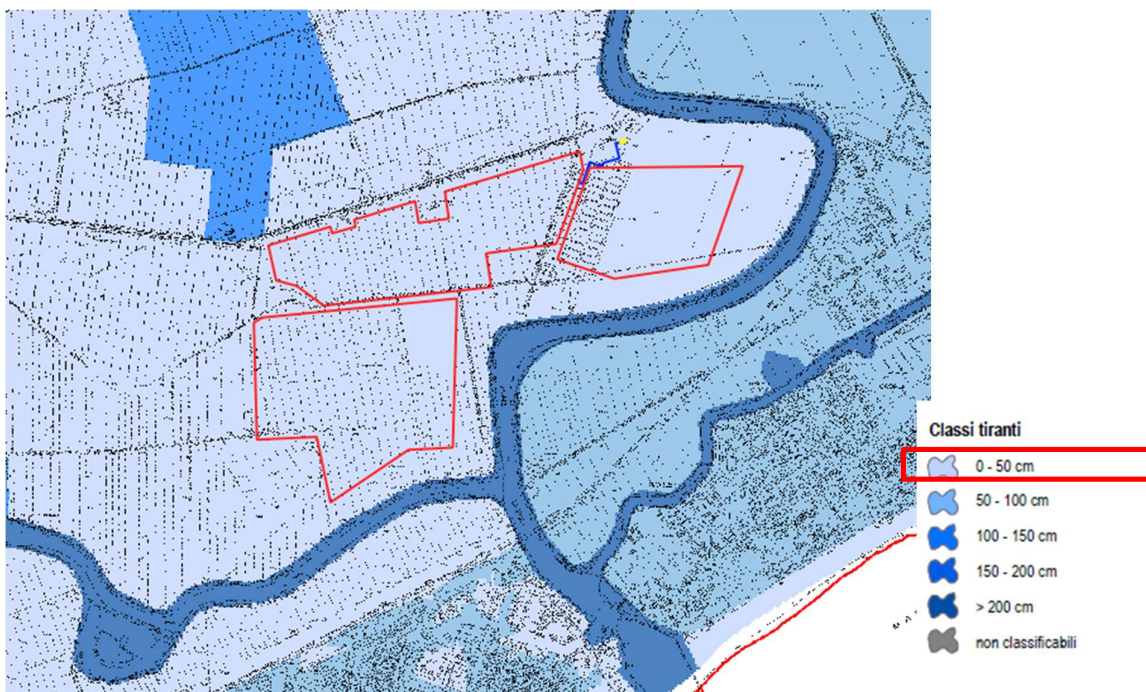 Classi tiranti
0 - 50 cm
50 - 100 cm
100 - 150 cm
150 - 200 cm
> 200 cm
non classificabili